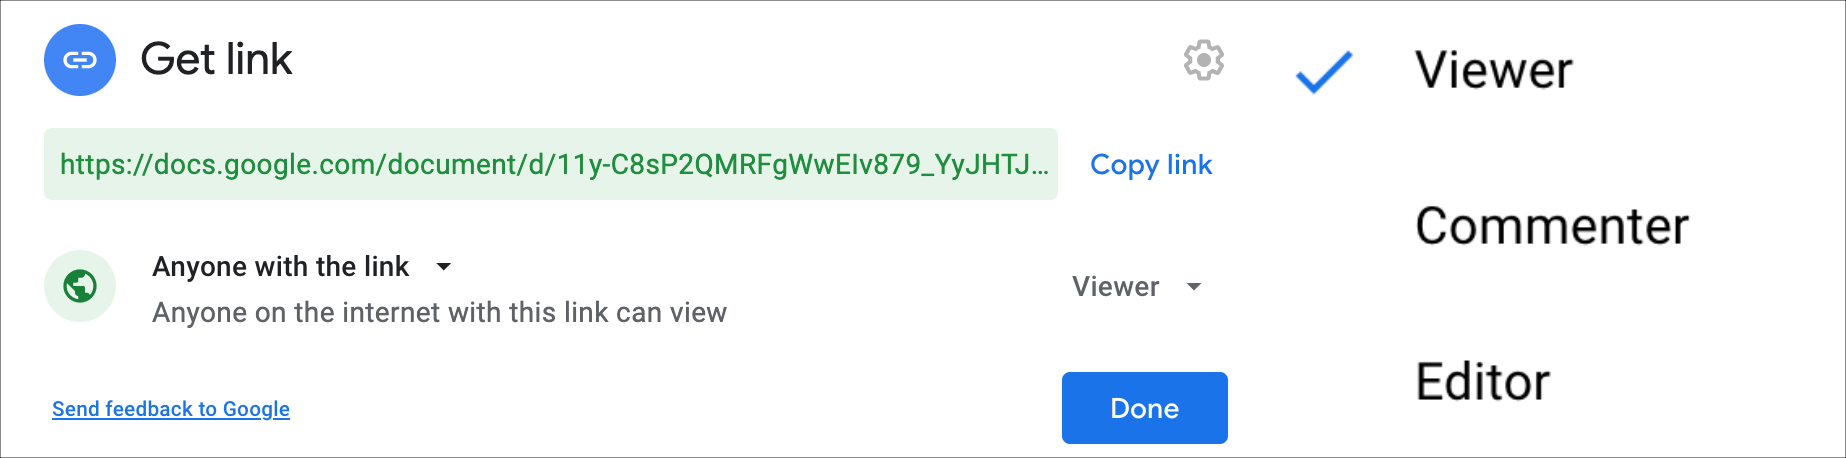 Get link
https://docs.google.com/document/d/11y-C8sP2QMRFgWwEIv879_YyJHTJ...
Copy link
Anyone with the link
Anyone on the internet with this link can view
Viewer
Send feedback to Google
Done
Viewer
Commenter
Editor